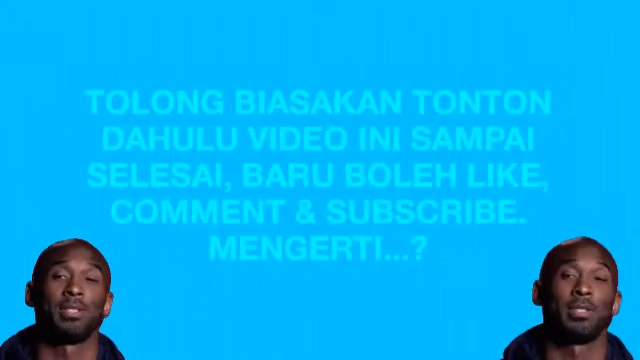 TOLONG BIASAKAN TONTON
DAHULU VIDEO INI SAMPAI
SELESAI, BARU BOLEH LIKE,
COMMENT & SUBSCRIBE.
MENGERTI...?